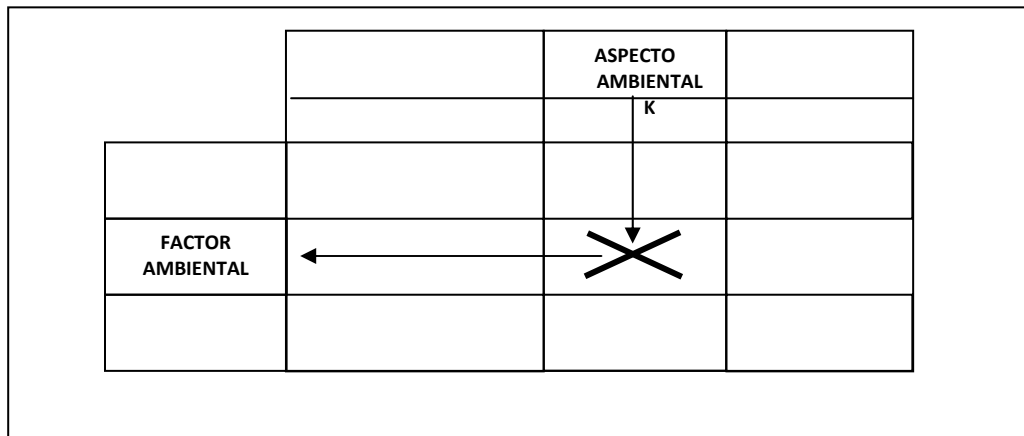 ASPECTO
AMBIENTAL
K
FACTOR
AMBIENTAL